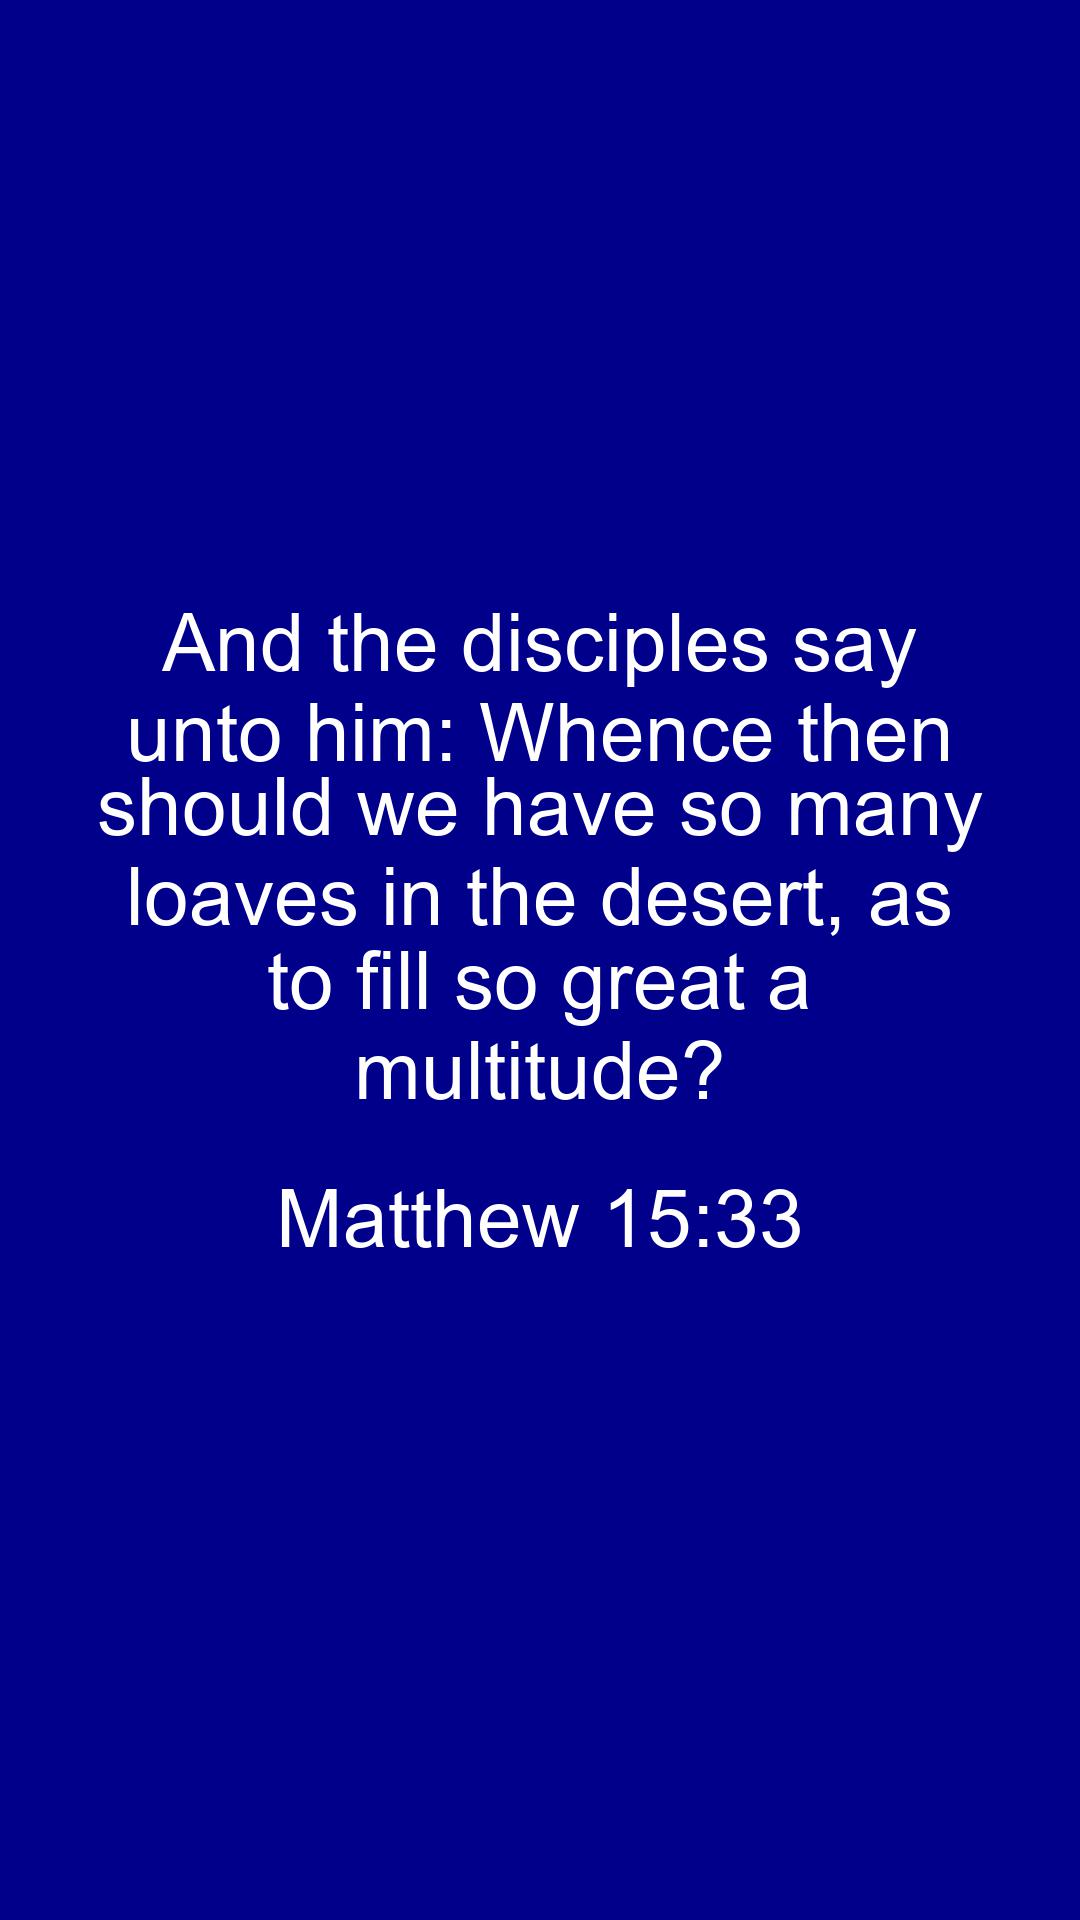 And the disciples say
unto him: Whence then
should we have so many
loaves in the desert, as
to fill so great a
multitude?
Matthew 15:33